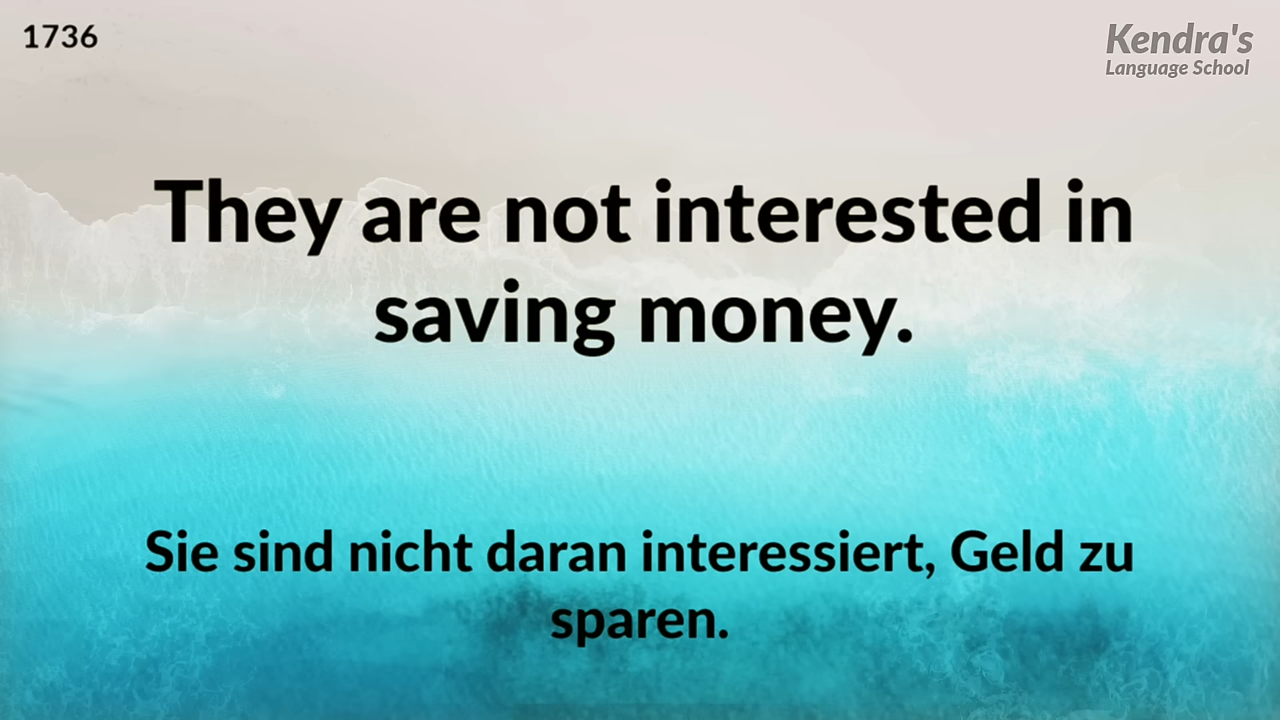 1736
Kendra's
Language School
They are not interested in
saving money.
Sie sind nicht daran interessiert, Geld zu
sparen.